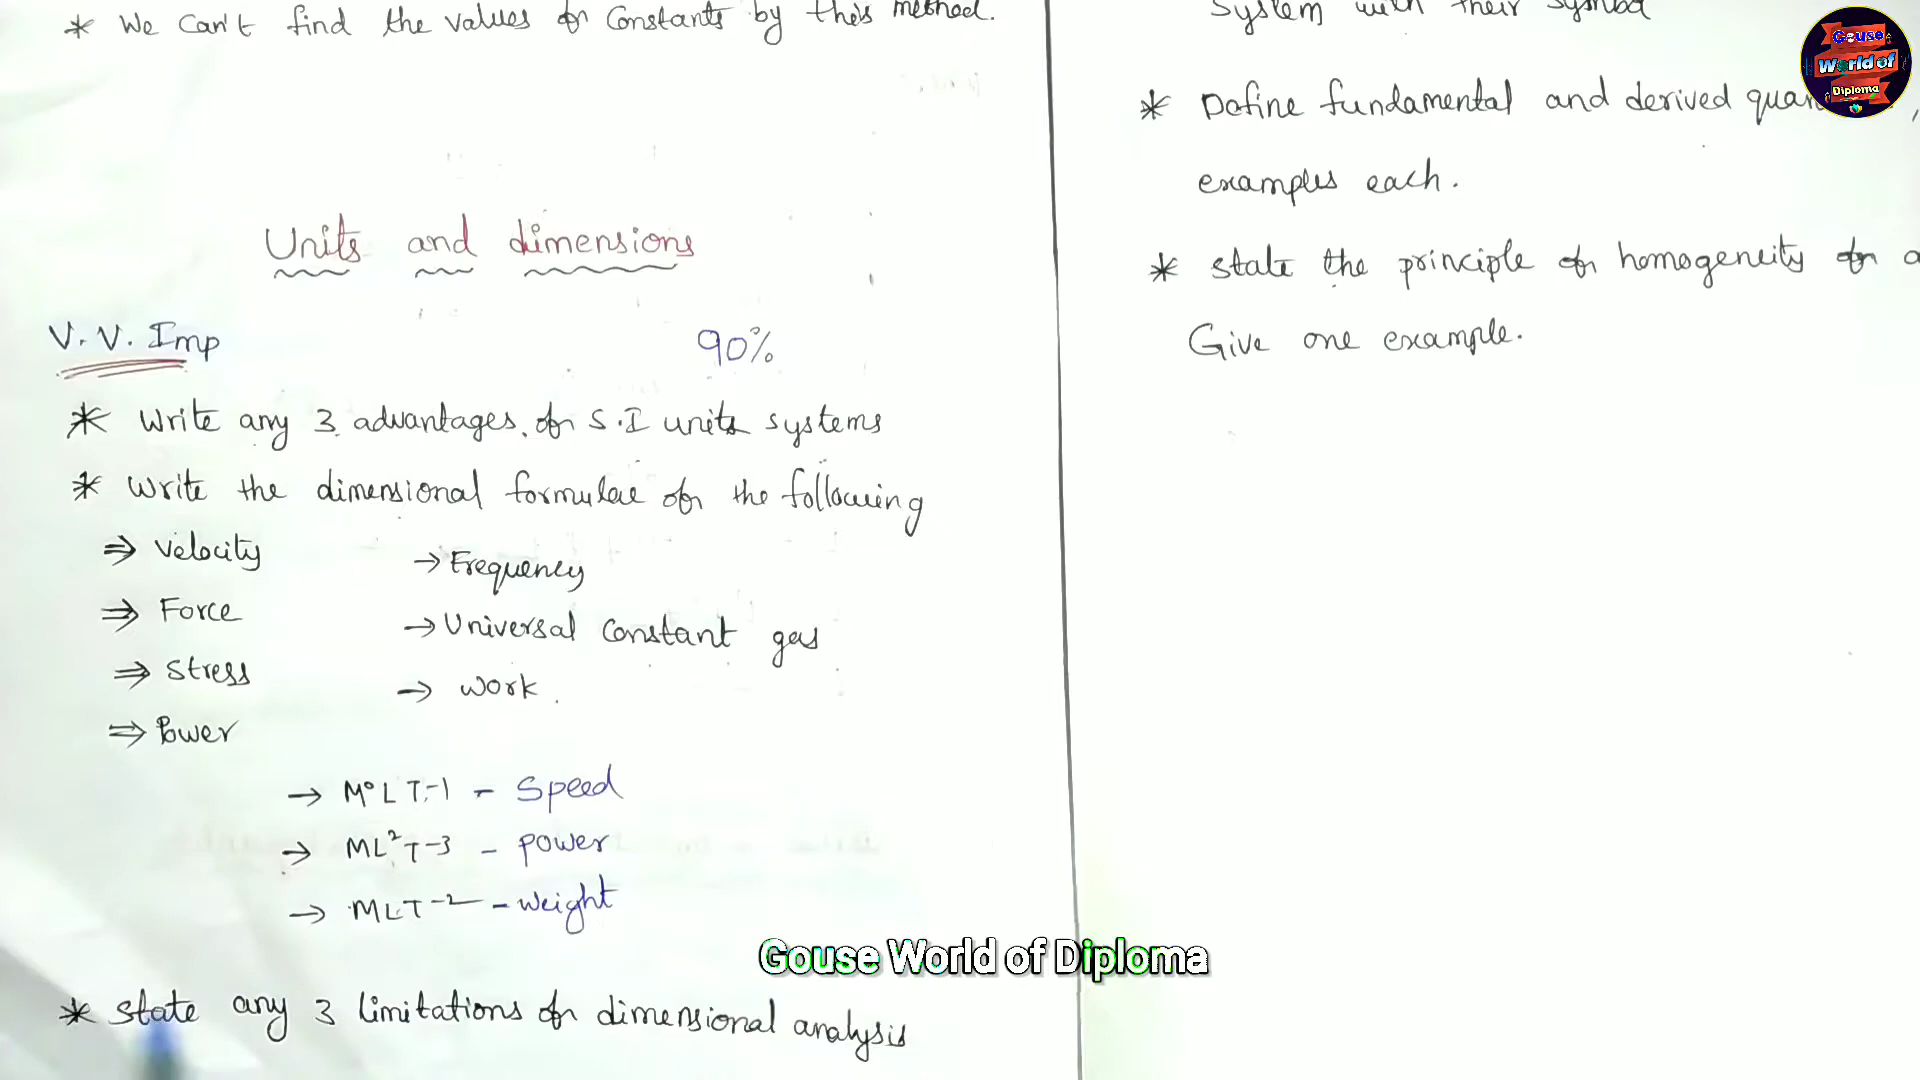 * We can't find the values of constants by this method.
Units and dimensions
V. V. Imp 90%
* Write any 3 advantages of S.I units systems
* Write the dimensional formulae of the following
⇒ Velocity → Frequency
⇒ Force → Universal constant gas
⇒ Stress → Work.
⇒ Power
→ M°LT-1 - Speed
→ ML²T-3 - power
→ MLT-2 - weight
* State any 3 limitations of dimensional analysis
System with their symbol
* Define fundamental and derived
examples each.
* State the principle of homogeneity of
Give one example.
Gouse World of Diploma
Gouse
World of
Diploma